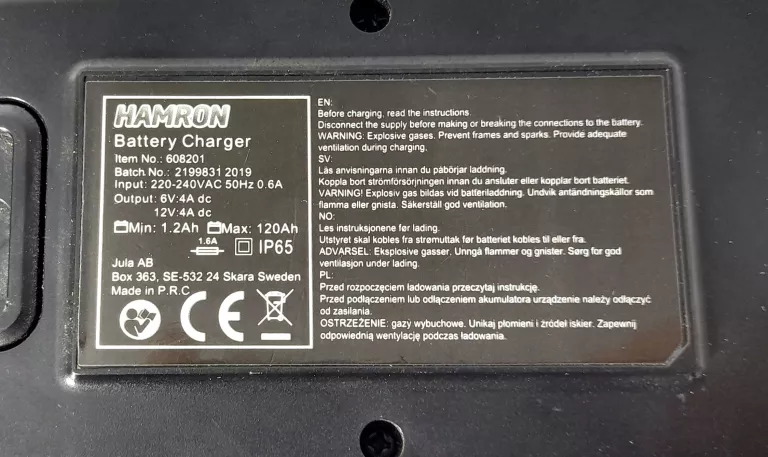 HAMRON
Battery Charger
Item No.: 608201
Batch No.: 2199831 2019
Input: 220-240VAC 50Hz 0.6A
Output: 6V:4A dc
12V:4A dc
Min: 1.2Ah Max: 120Ah
1.6A IP65
Jula AB
Box 363, SE-532 24 Skara Sweden
Made in P.R.C
CE
EN:
Before charging, read the instructions.
Disconnect the supply before making or breaking the connections to the battery.
WARNING: Explosive gases. Prevent frames and sparks. Provide adequate
ventilation during charging.
SV:
Läs anvisningarna innan du påbörjar laddning.
Koppla bort strömförsörjningen innan du ansluter eller kopplar bort batteriet.
VARNING! Explosiv gas bildas vid batteriladdning. Undvik antändningskällor som
flamma eller gnista. Säkerställ god ventilation.
NO:
Les instruksjonene før lading.
Utstyret skal kobles fra strømuttak før batteriet kobles til eller fra.
ADVARSEL: Eksplosive gasser. Unngå flammer og gnister. Sørg for god
ventilasjon under lading.
PL:
Przed rozpoczęciem ładowania przeczytaj instrukcję.
Przed podłączeniem lub odłączeniem akumulatora urządzenie należy odłączyć
od zasilania.
OSTRZEŻENIE: gazy wybuchowe. Unikaj płomieni i źródeł iskier. Zapewnij
odpowiednią wentylację podczas ładowania.